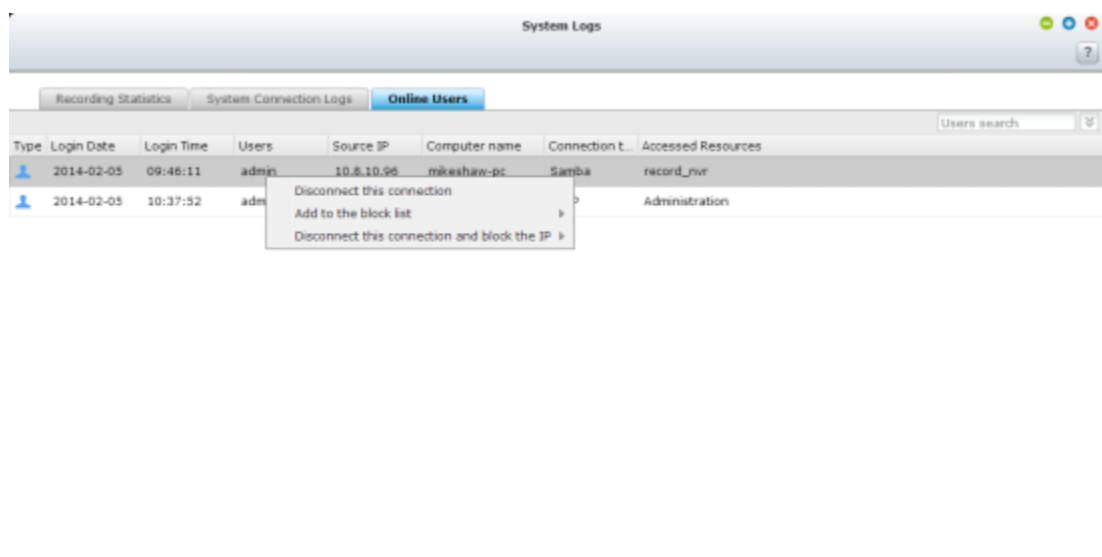 System Logs
?
Recording Statistics System Connection Logs Online Users
Users search
Type Login Date Login Time Users Source IP Computer name Connection t... Accessed Resources
2014-02-05 09:46:11 admin 10.8.10.96 mikeshaw-pc Samba record_nvr
Disconnect this connection
2014-02-05 10:37:52 adm Administration
Add to the block list
Disconnect this connection and block the IP